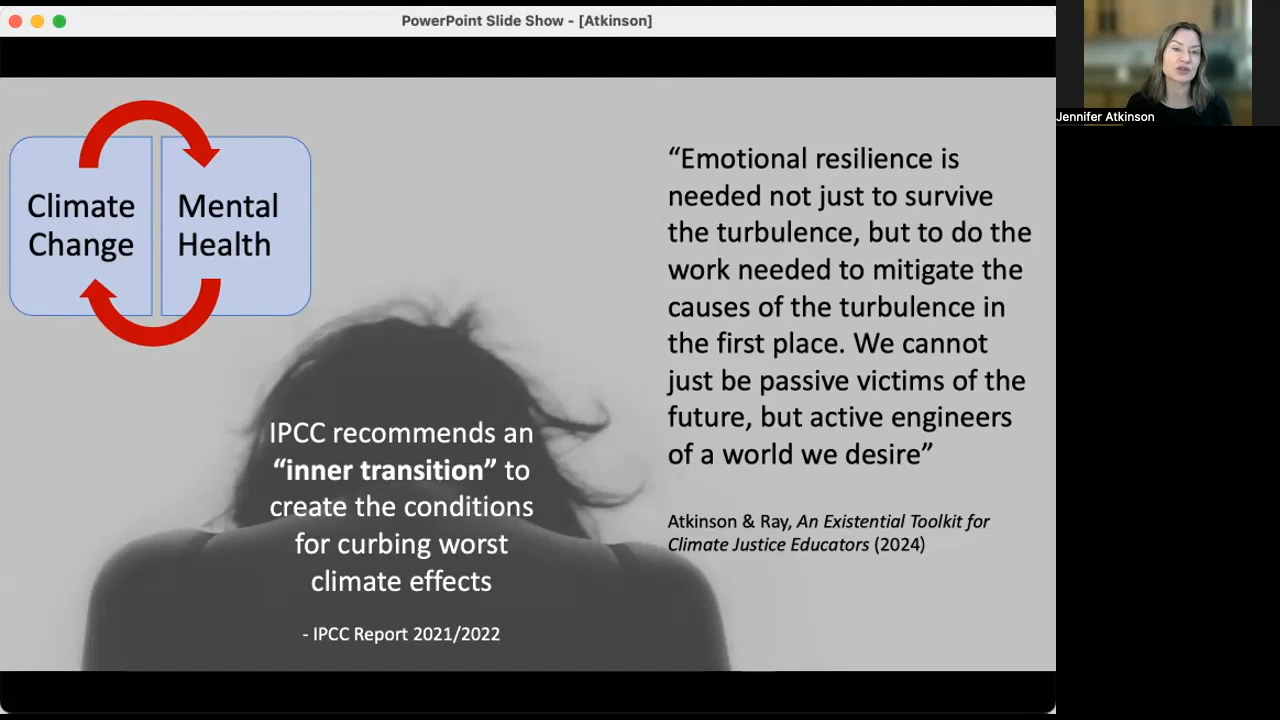 PowerPoint Slide Show - [Atkinson]
Jennifer Atkinson
Climate
Change
Mental
Health
IPCC recommends an
“inner transition” to
create the conditions
for curbing worst
climate effects
- IPCC Report 2021/2022
“Emotional resilience is
needed not just to survive
the turbulence, but to do the
work needed to mitigate the
causes of the turbulence in
the first place. We cannot
just be passive victims of the
future, but active engineers
of a world we desire”
Atkinson & Ray, An Existential Toolkit for
Climate Justice Educators (2024)